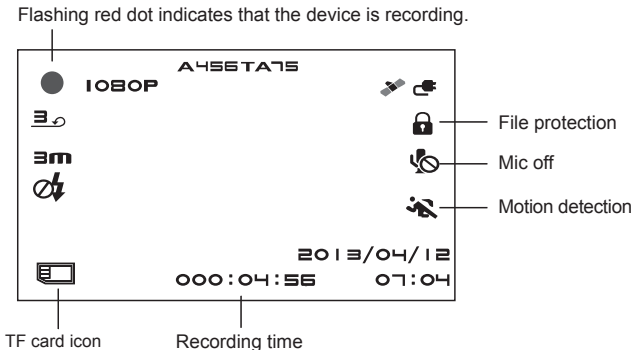 Flashing red dot indicates that the device is recording.
A456TA75
1080P
3
3m
File protection
Mic off
Motion detection
2013/04/12
000:04:56 07:04
TF card icon Recording time